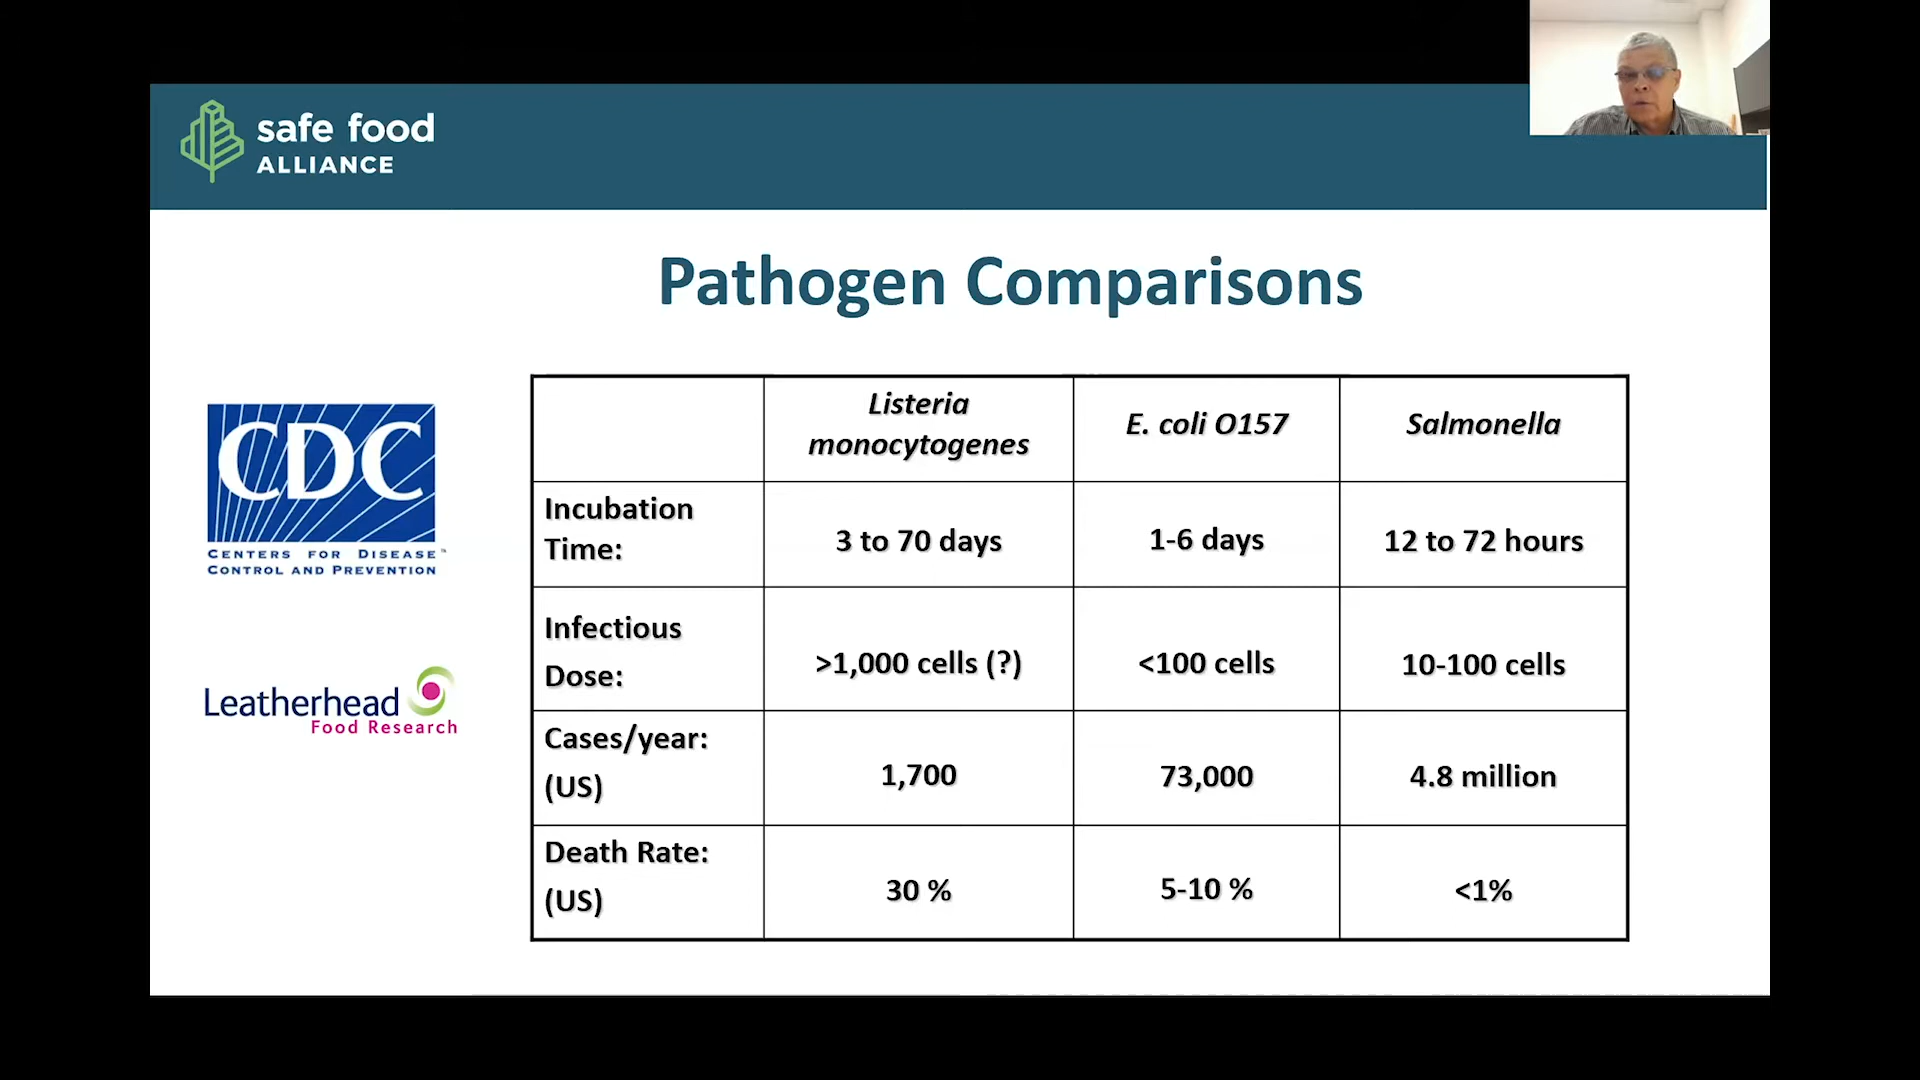 safe food
ALLIANCE
Pathogen Comparisons
CDC
CENTERS FOR DISEASE™
CONTROL AND PREVENTION
Leatherhead
Food Research
Listeria
monocytogenes
E. coli O157
Salmonella
Incubation
Time:
3 to 70 days
1-6 days
12 to 72 hours
Infectious
Dose:
>1,000 cells (?)
<100 cells
10-100 cells
Cases/year:
(US)
1,700
73,000
4.8 million
Death Rate:
(US)
30 %
5-10 %
<1%